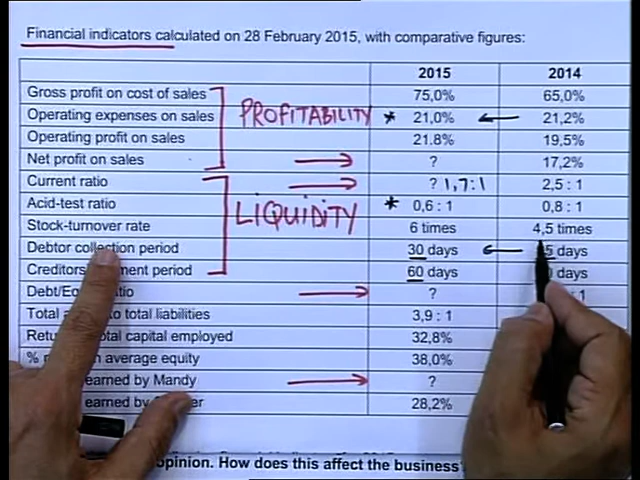 Financial indicators calculated on 28 February 2015, with comparative figures:
2015 2014
Gross profit on cost of sales 75,0% 65,0%
Operating expenses on sales PROFITABILITY * 21,0% 21,2%
Operating profit on sales 21.8% 19,5%
Net profit on sales ? 17,2%
Current ratio ? 1,7:1 2,5 : 1
Acid-test ratio LIQUIDITY * 0,6 : 1 0,8 : 1
Stock-turnover rate 6 times 4,5 times
Debtor collection period 30 days days
Creditors period 60 days days
? : 1
Total to total liabilities 3,9 : 1
total capital employed 32,8%
% average equity 38,0%
earned by Mandy ?
earned by 28,2%
opinion. How does this affect the business